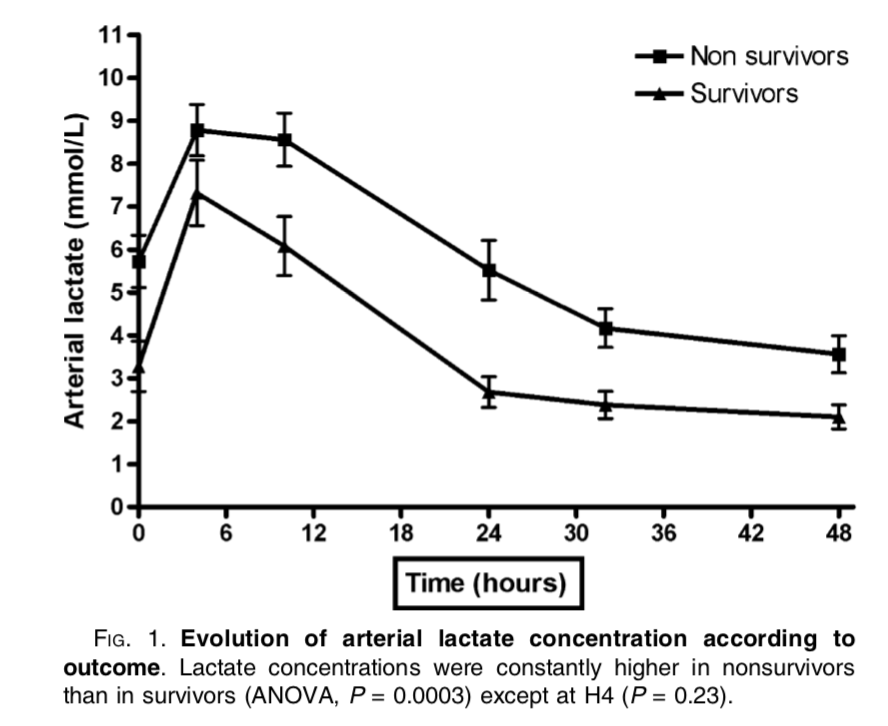 11
10
9
8
7
6
5
4
3
2
1
0
Arterial lactate (mmol/L)
Non survivors
Survivors
0 6 12 18 24 30 36 42 48
Time (hours)
FIG. 1. Evolution of arterial lactate concentration according to
outcome. Lactate concentrations were constantly higher in nonsurvivors
than in survivors (ANOVA, P = 0.0003) except at H4 (P = 0.23).